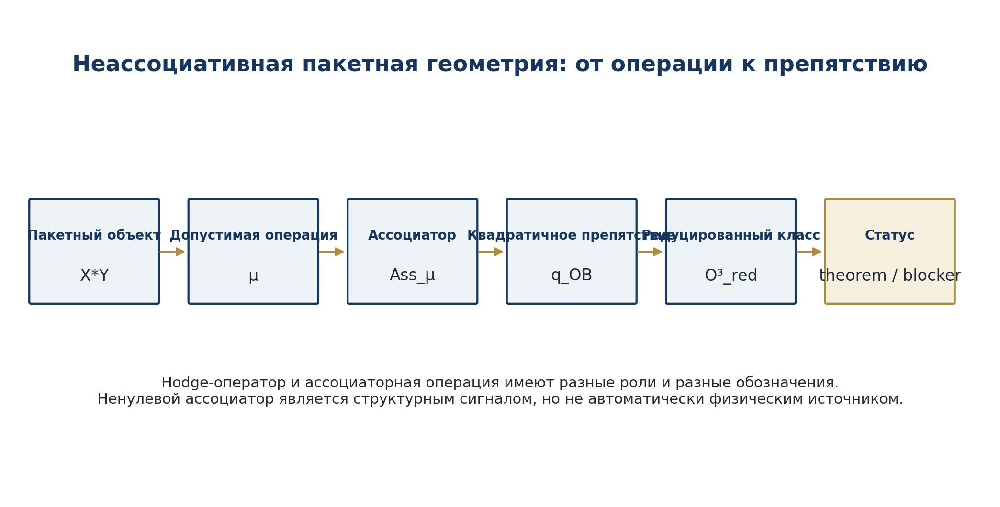 Неассоциативная пакетная геометрия: от операции к препятствию
Пакетный объект
X*Y
Допустимая операция
μ
Ассоциатор
Ass_μ
Квадратичное препятствие
q_OB
Редуцированный класс
O³_red
Статус
theorem / blocker
Hodge-оператор и ассоциаторная операция имеют разные роли и разные обозначения.
Ненулевой ассоциатор является структурным сигналом, но не автоматически физическим источником.